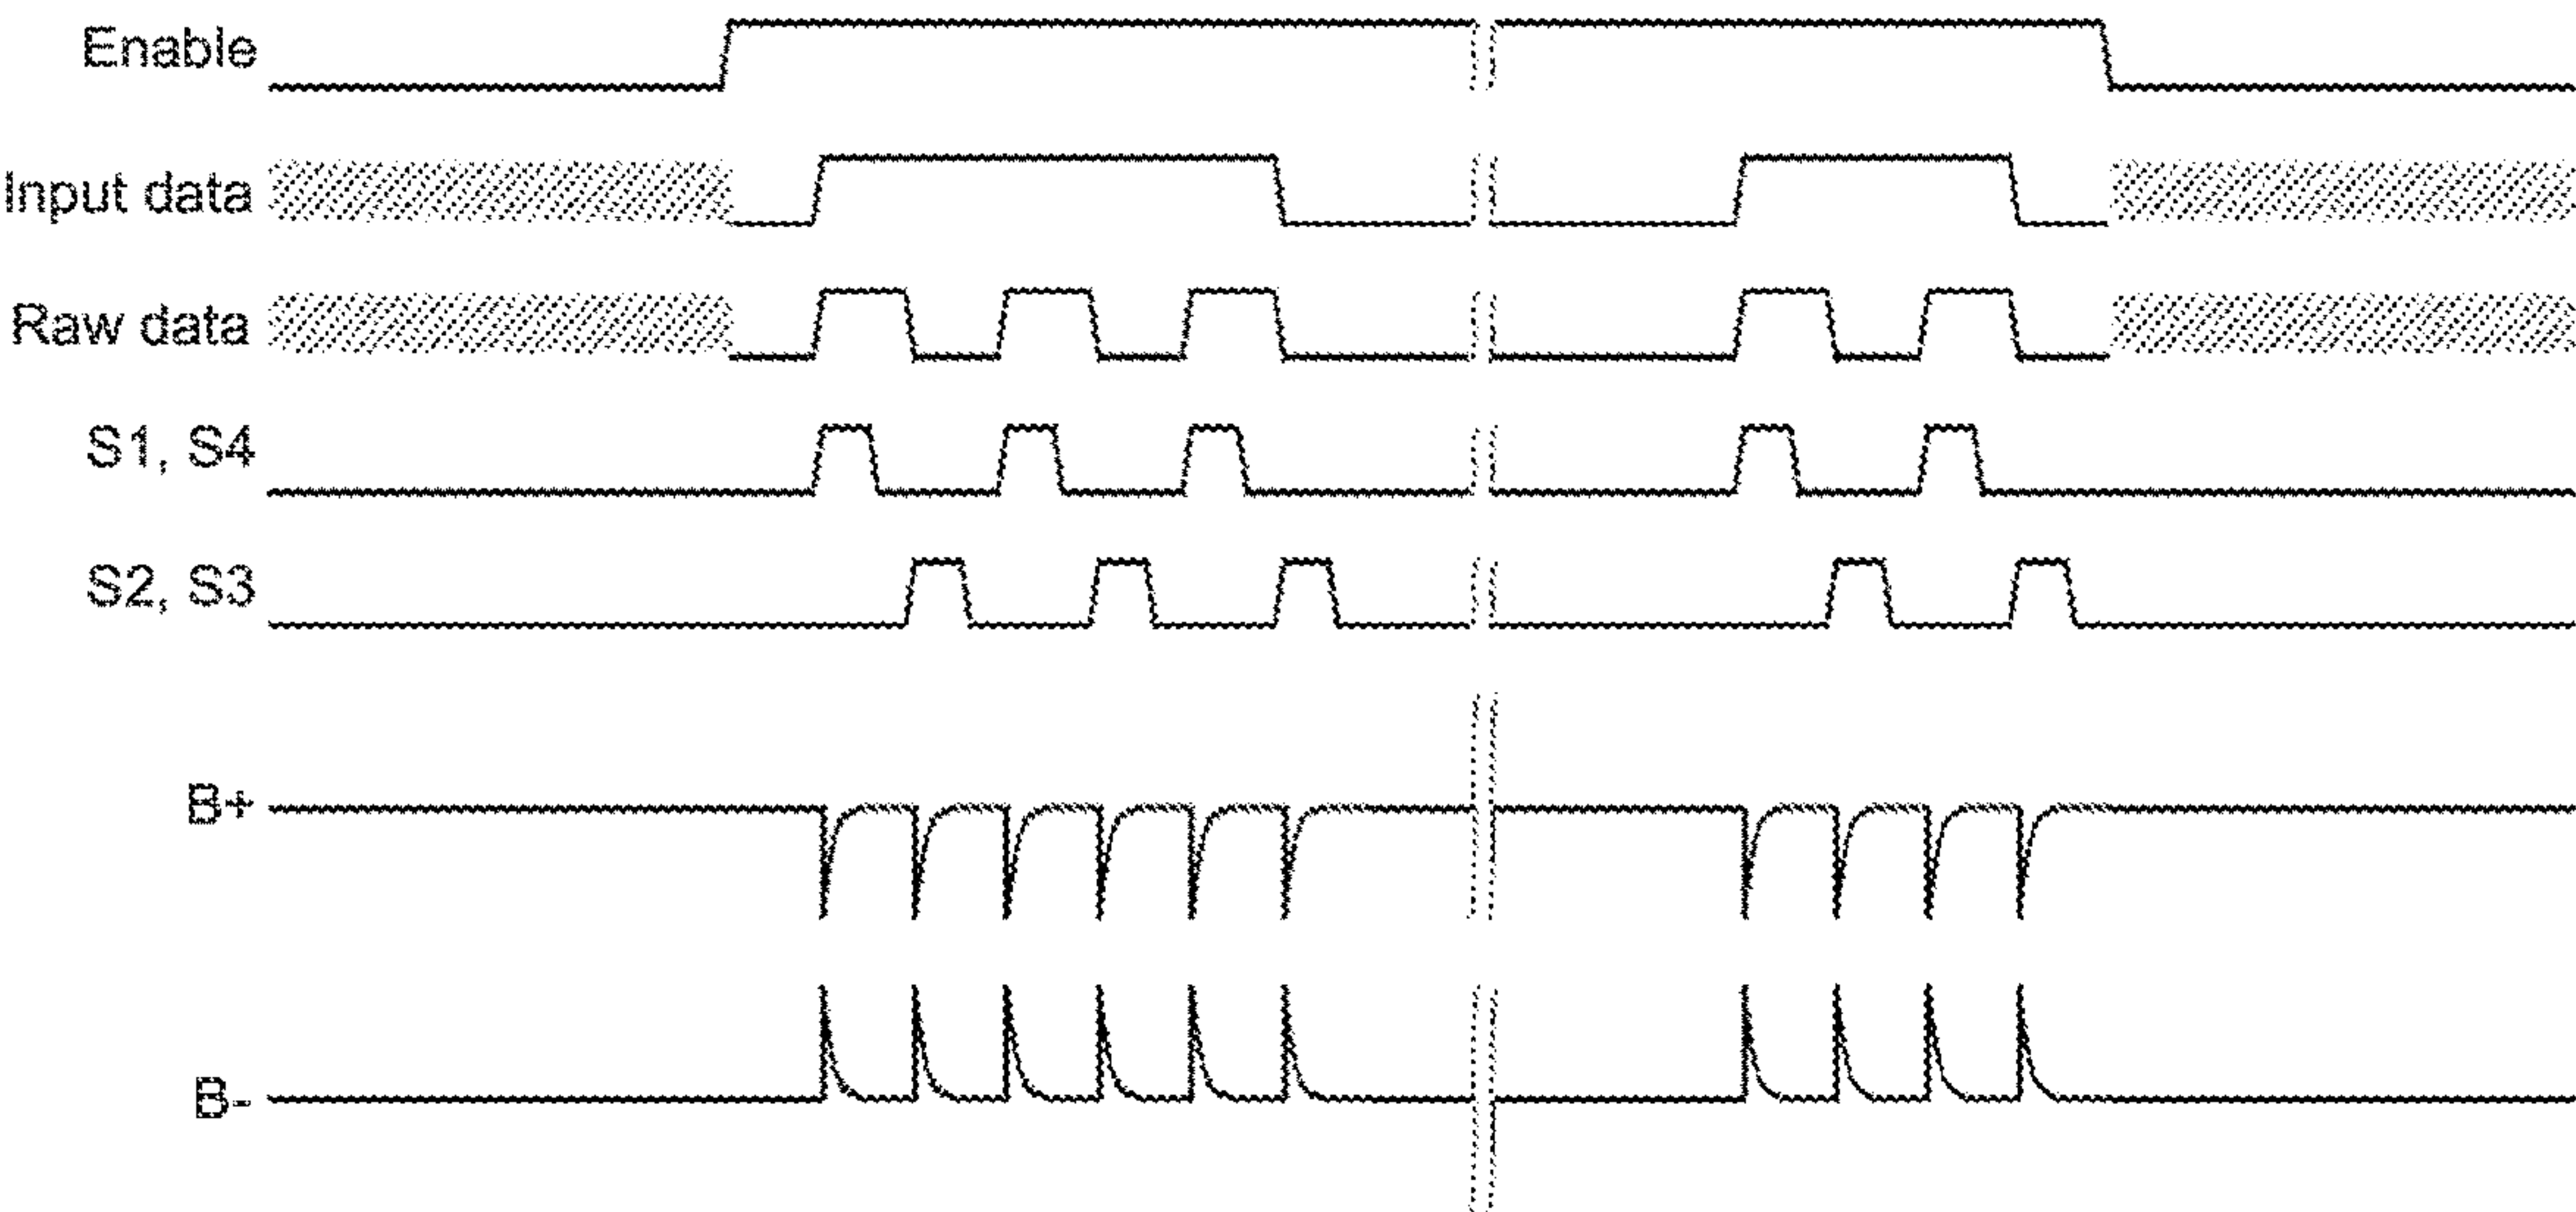 Enable
Input data
Raw data
S1, S4
S2, S3
B+
B-